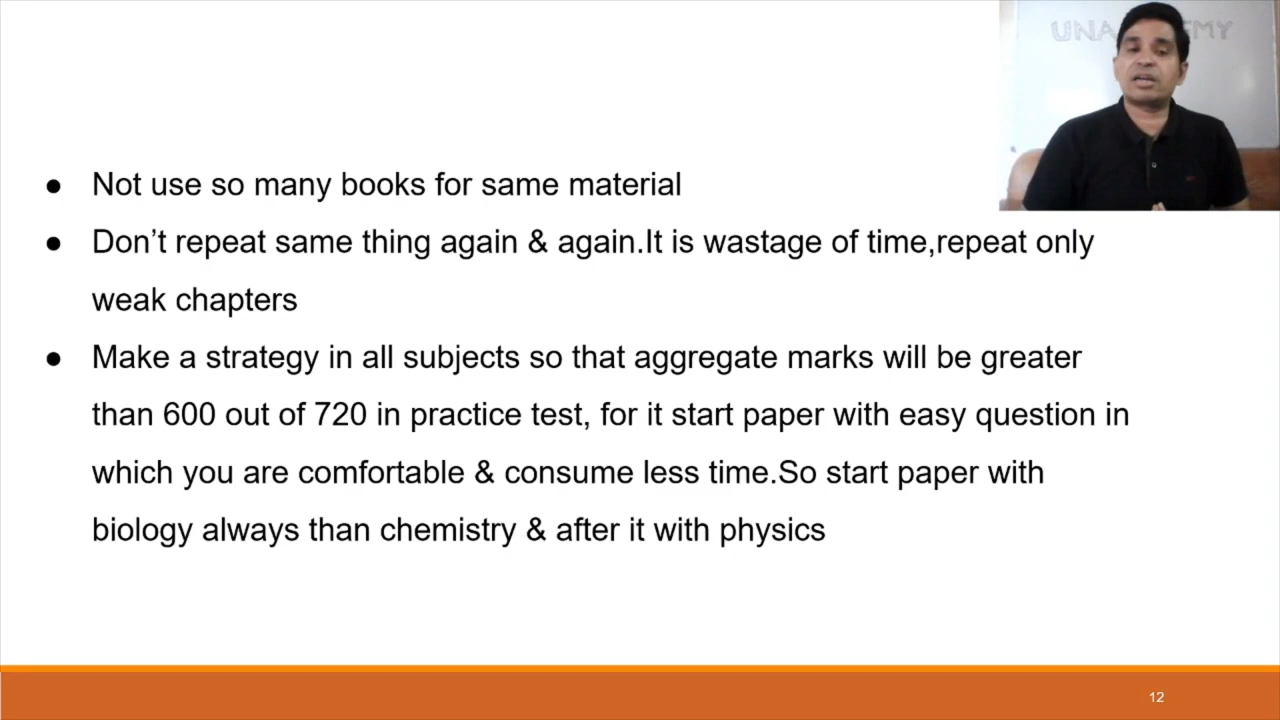 UNA EMY
● Not use so many books for same material
● Don’t repeat same thing again & again.It is wastage of time,repeat only
weak chapters
● Make a strategy in all subjects so that aggregate marks will be greater
than 600 out of 720 in practice test, for it start paper with easy question in
which you are comfortable & consume less time.So start paper with
biology always than chemistry & after it with physics
12